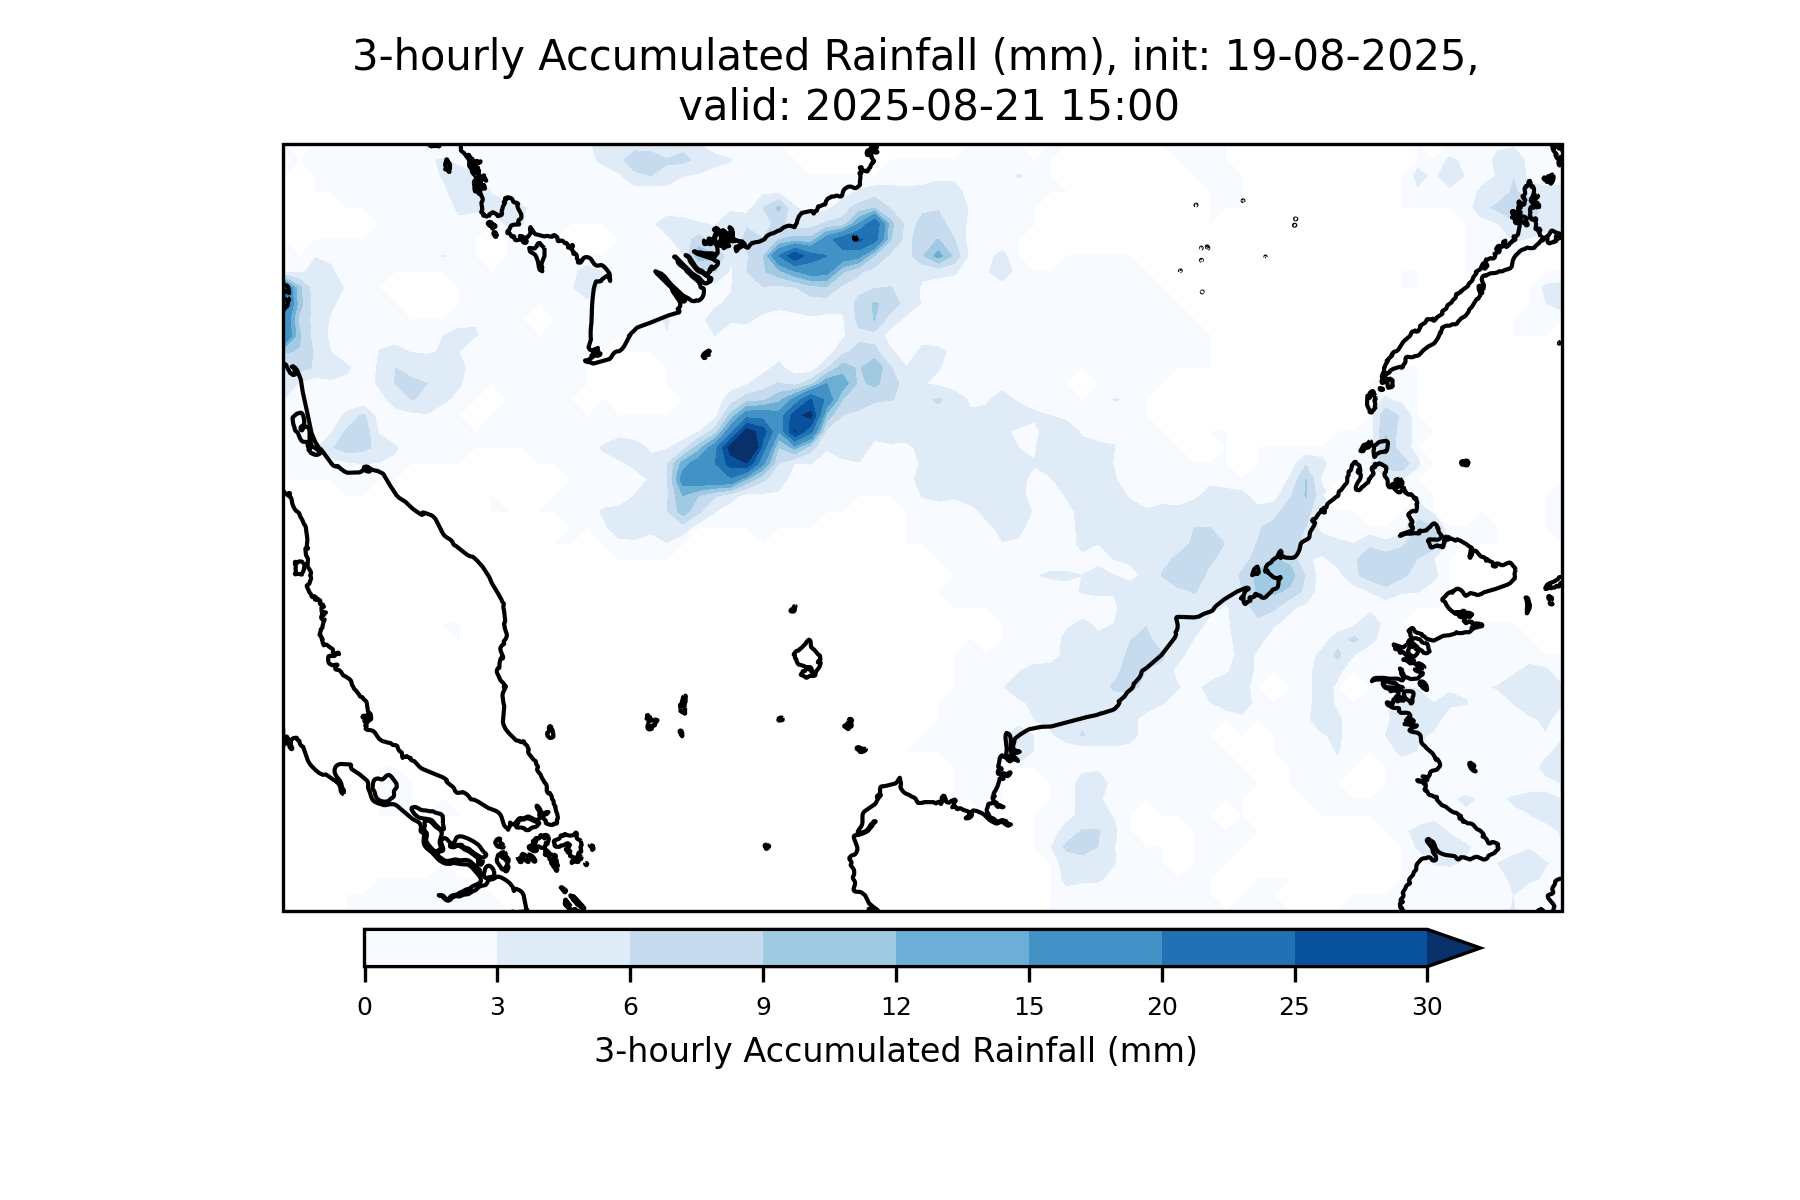 3-hourly Accumulated Rainfall (mm), init: 19-08-2025,
valid: 2025-08-21 15:00
0 3 6 9 12 15 20 25 30
3-hourly Accumulated Rainfall (mm)